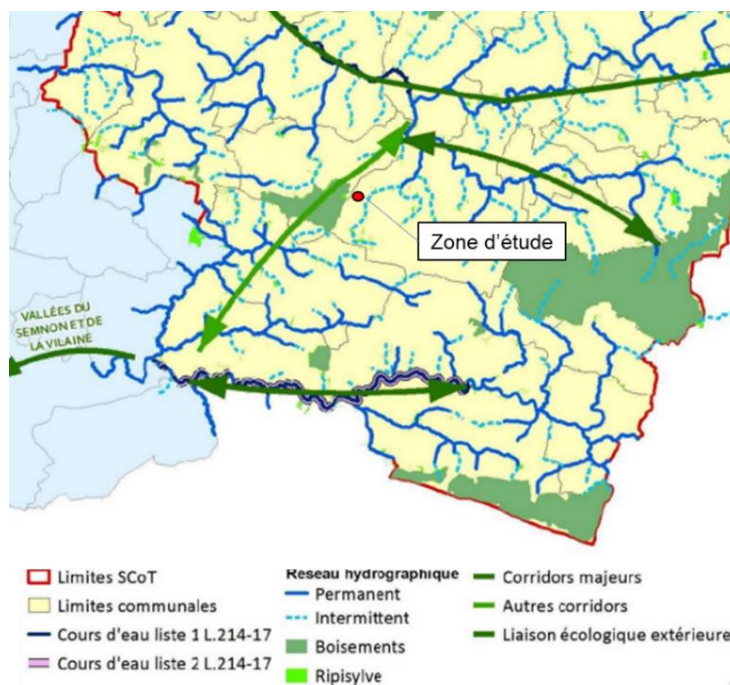 Zone d'étude
VALLÉES DU
SEMNON ET DE
LA VILAINE
Limites SCoT
Limites communales
Cours d'eau liste 1 L.214-17
Cours d'eau liste 2 L.214-17
Réseau hydrographique
Permanent
Intermittent
Boisements
Ripisylve
Corridors majeurs
Autres corridors
Liaison écologique extérieure